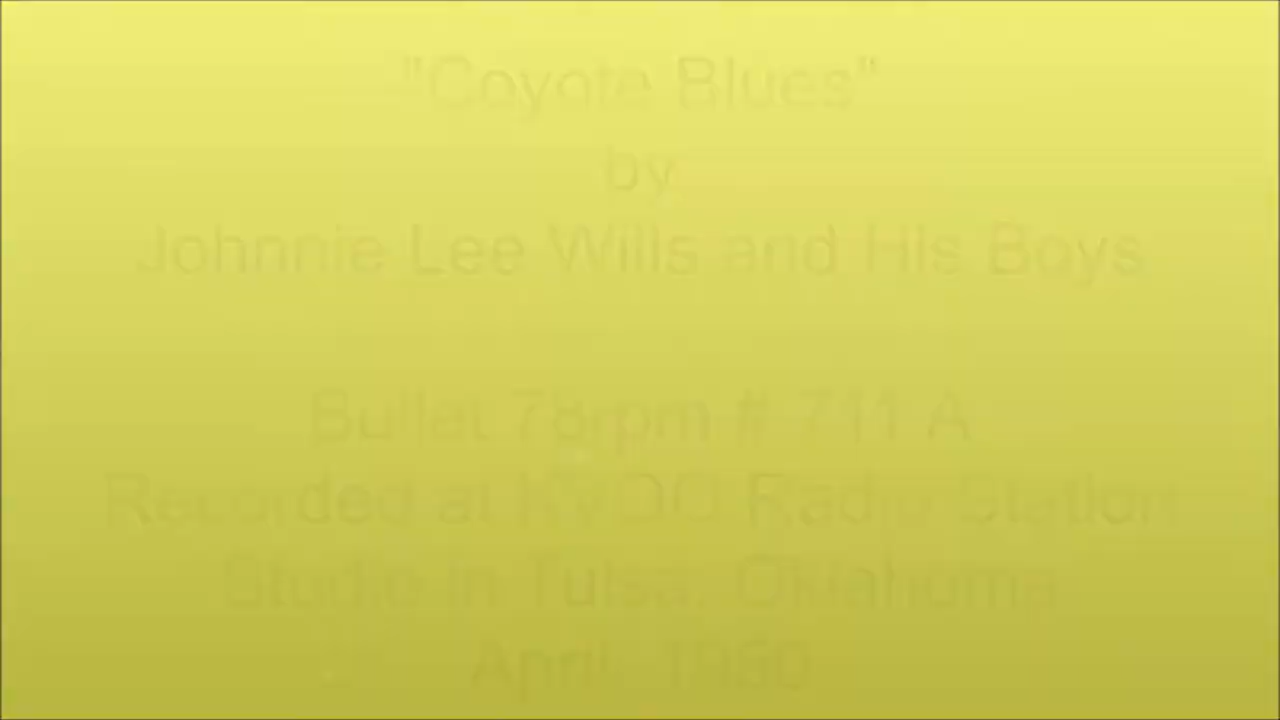 "Coyote Blues"
by
Johnnie Lee Wills and His Boys
Bullet 78rpm # 711 A
Recorded at KVOO Radio Station
Studio in Tulsa, Oklahoma
April,